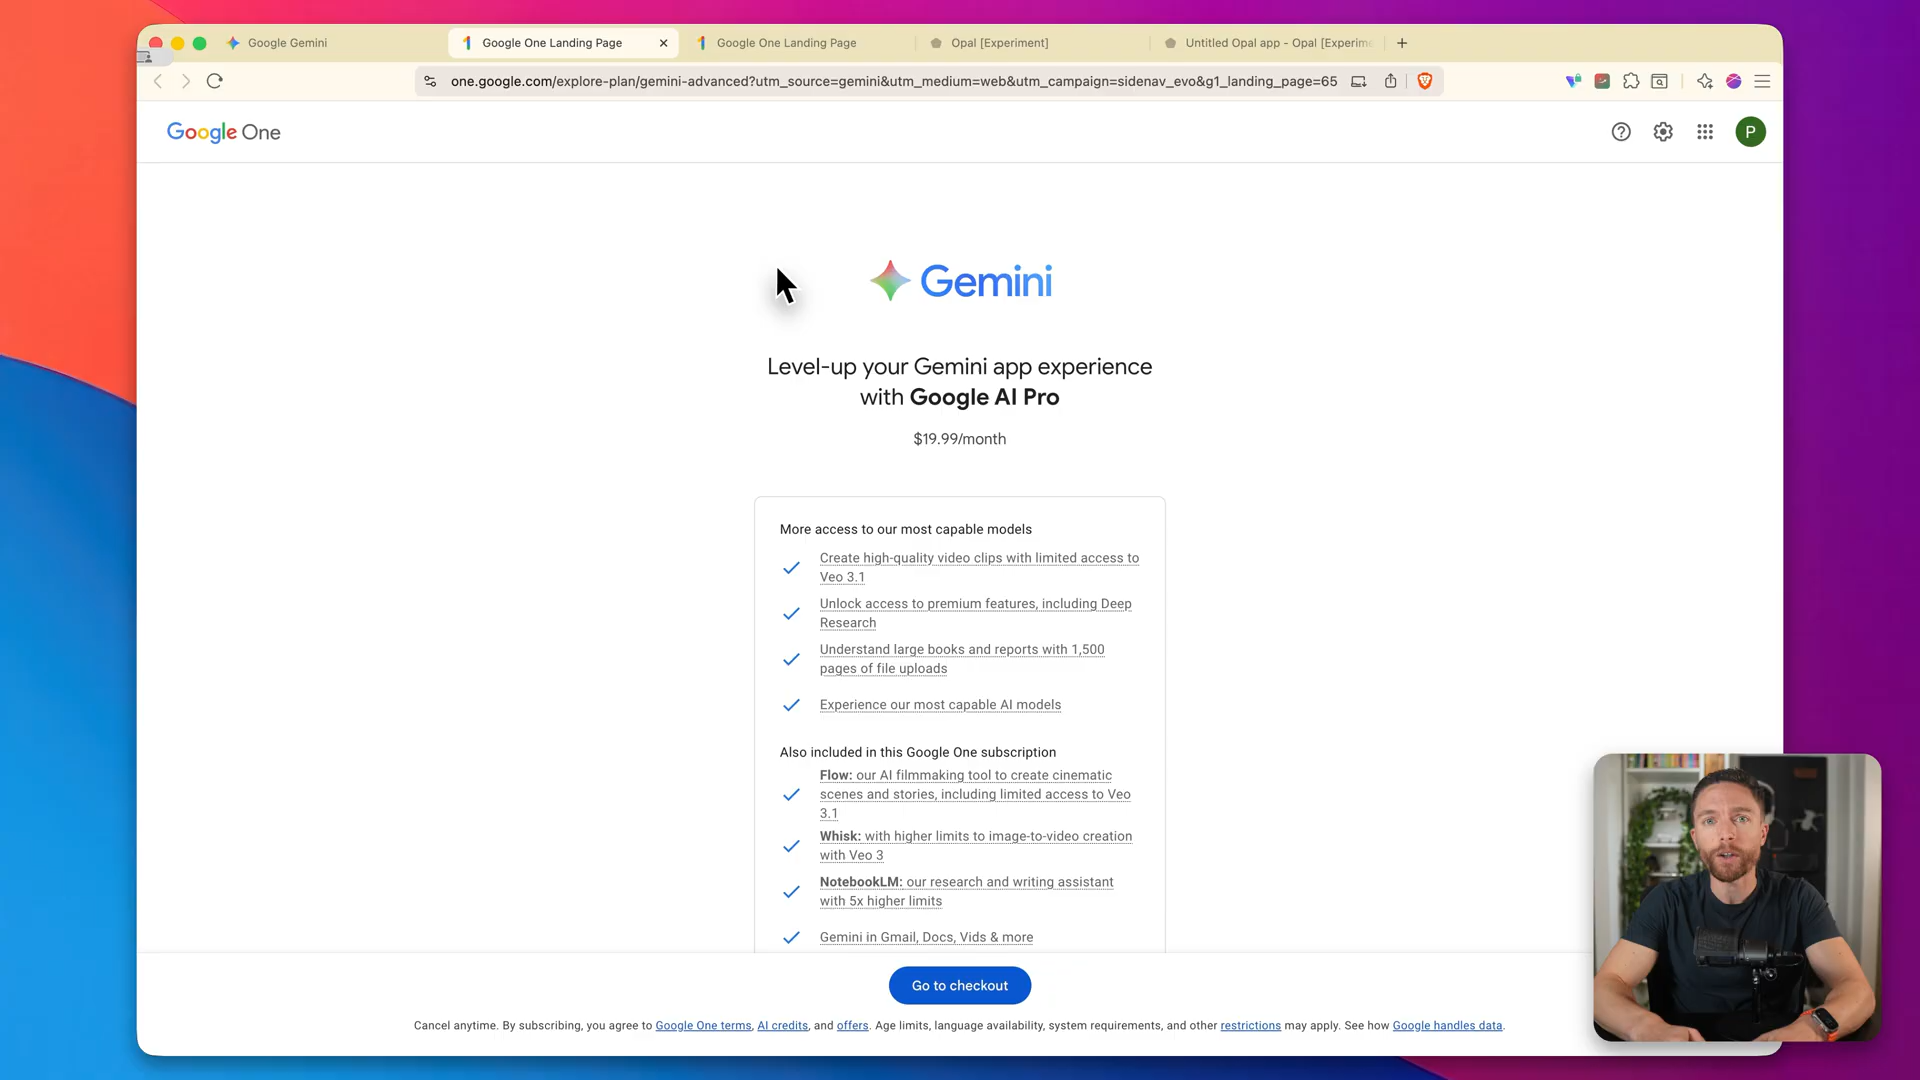 Google Gemini
Google One Landing Page
Google One Landing Page
Opal [Experiment]
Untitled Opal app - Opal [Experime
one.google.com/explore-plan/gemini-advanced?utm_source=gemini&utm_medium=web&utm_campaign=sidenav_evo&g1_landing_page=65
Google One
P
Gemini
Level-up your Gemini app experience
with Google AI Pro
$19.99/month
More access to our most capable models
Create high-quality video clips with limited access to
Veo 3.1
Unlock access to premium features, including Deep
Research
Understand large books and reports with 1,500
pages of file uploads
Experience our most capable AI models
Also included in this Google One subscription
Flow: our AI filmmaking tool to create cinematic
scenes and stories, including limited access to Veo
3.1
Whisk: with higher limits to image-to-video creation
with Veo 3
NotebookLM: our research and writing assistant
with 5x higher limits
Gemini in Gmail, Docs, Vids & more
Go to checkout
Cancel anytime. By subscribing, you agree to Google One terms, AI credits, and offers. Age limits, language availability, system requirements, and other restrictions may apply. See how Google handles data.